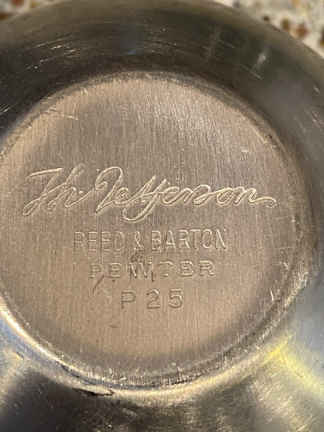 Th. Jefferson
REED & BARTON
PEWTER
P25